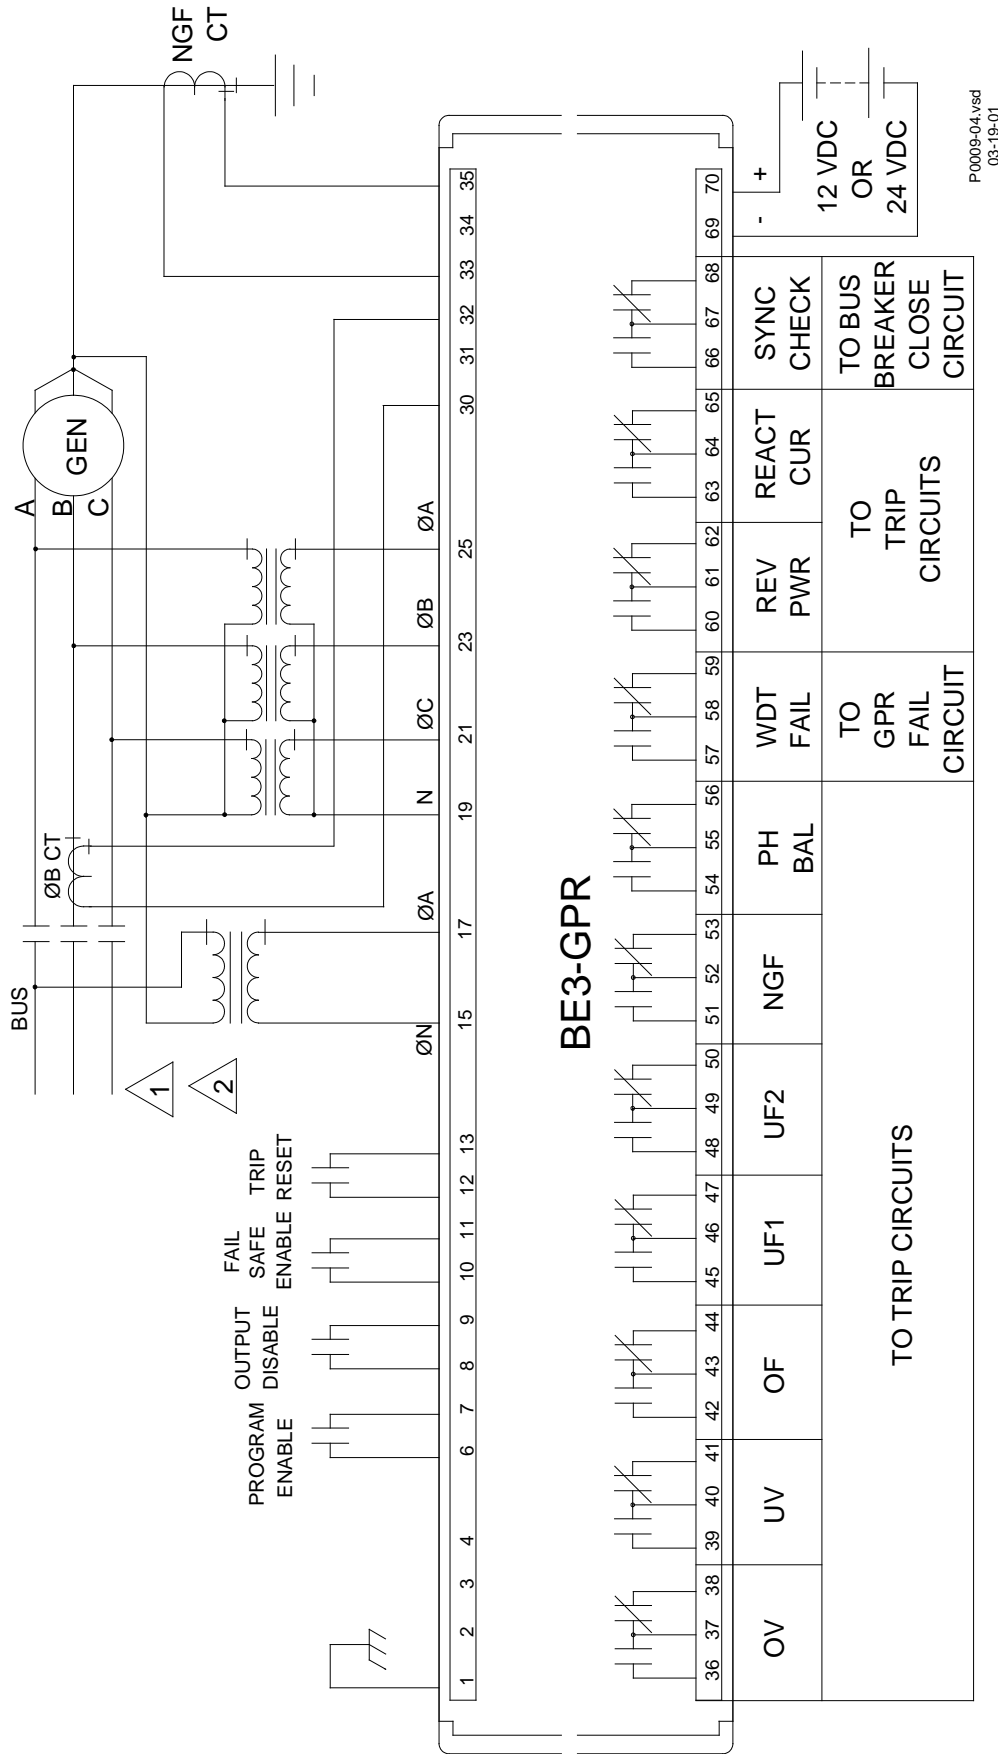 NGF
CT
GEN
A
B
C
ØB CT
BUS
1
2
ØN
ØA
N
ØC
ØB
ØA
PROGRAM
ENABLE
OUTPUT
DISABLE
FAIL
SAFE
ENABLE
TRIP
RESET
1 2 3 4 6 7 8 9 10 11 12 13 15 17 19 21 23 25 30 31 32 33 34 35
BE3-GPR
36 37 38 39 40 41 42 43 44 45 46 47 48 49 50 51 52 53 54 55 56 57 58 59 60 61 62 63 64 65 66 67 68 69 70
OV
UV
OF
UF1
UF2
NGF
PH
BAL
WDT
FAIL
REV
PWR
REACT
CUR
SYNC
CHECK
- +
12 VDC
OR
24 VDC
TO TRIP CIRCUITS
TO
GPR
FAIL
CIRCUIT
TO
TRIP
CIRCUITS
TO BUS
BREAKER
CLOSE
CIRCUIT
P0009-04.vsd
03-19-01